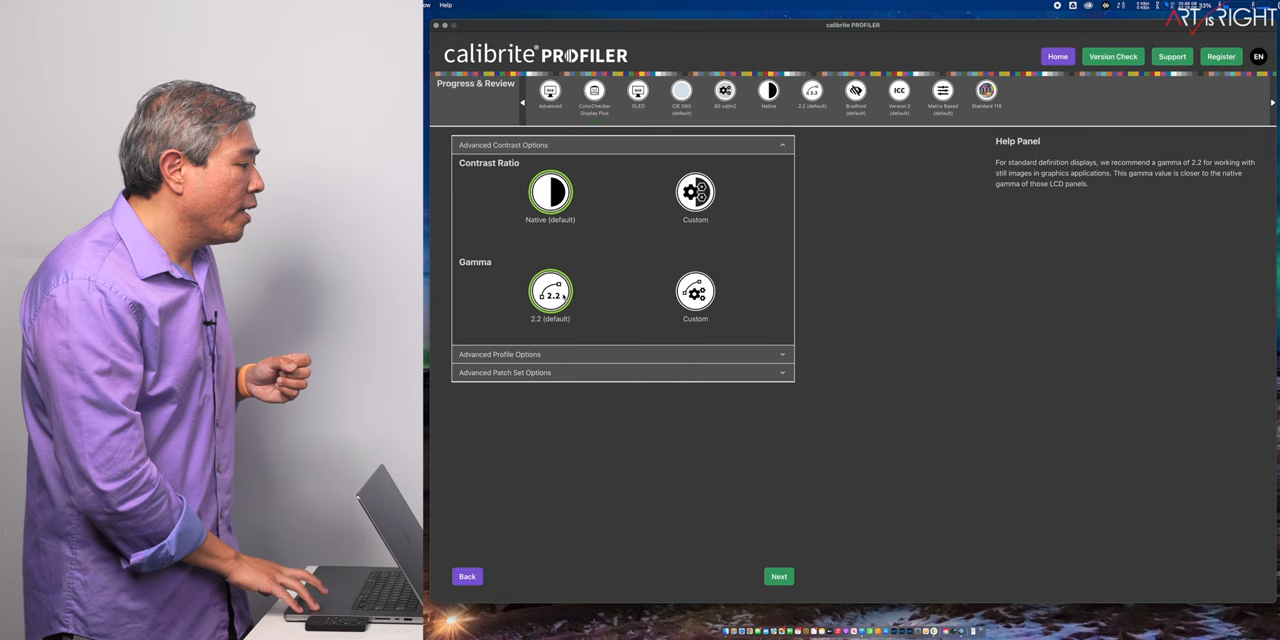 ow Help
33%
calibrite PROFILER
ART is RIGHT
calibrite PROFILER
Home
Version Check
Support
Register
EN
Progress & Review
Advanced
ColorChecker Display Plus
OLED
CIE D65 (default)
80 cd/m2
Native
2.2 (default)
Bradford (default)
ICC
Version 2 (default)
Matrix Based (default)
Standard 118
Advanced Contrast Options
Contrast Ratio
Native (default)
Custom
Gamma
2.2
2.2 (default)
Custom
Advanced Profile Options
Advanced Patch Set Options
Help Panel
For standard definition displays, we recommend a gamma of 2.2 for working with
still images in graphics applications. This gamma value is closer to the native
gamma of those LCD panels.
Back
Next